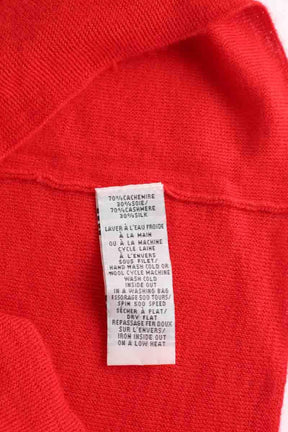 70%CACHEMIRE
30%SOIE/
70%CASHMERE
30%SILK
LAVER À L'EAU FROIDE
À LA MAIN
OU À LA MACHINE
CYCLE LAINE
À L'ENVERS
SOUS FILET/
HAND WASH COLD OR
WOOL CYCLE MACHINE
WASH COLD
INSIDE OUT
IN A WASHING BAG
ESSORAGE 500 TOURS/
SPIN 500 SPEED
SÉCHER À PLAT/
DRY FLAT
REPASSAGE FER DOUX
SUR L'ENVERS/
IRON INSIDE OUT
ON A LOW HEAT